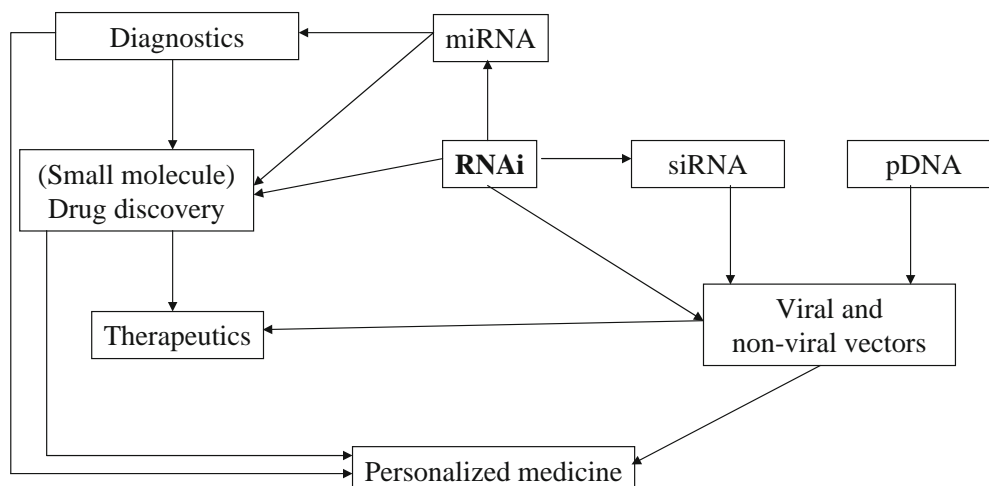 Diagnostics
miRNA
(Small molecule)
Drug discovery
RNAi
siRNA
pDNA
Therapeutics
Viral and
non-viral vectors
Personalized medicine